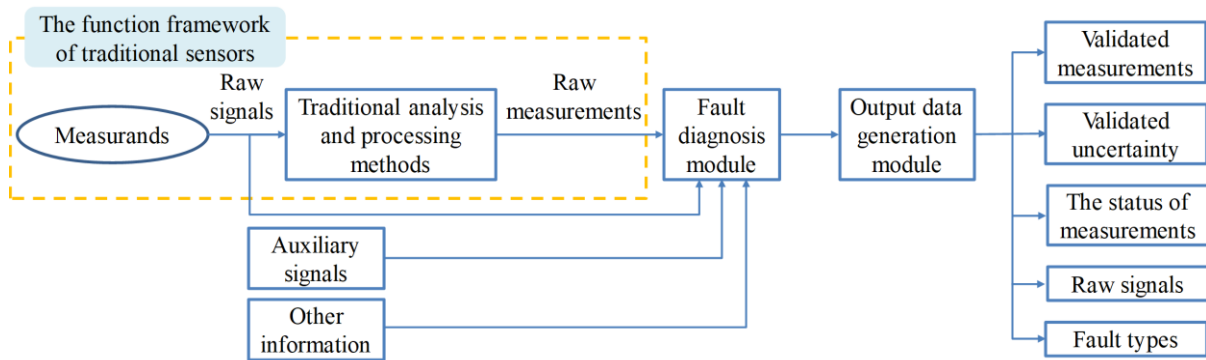 The function framework
of traditional sensors
Raw
signals
Measurands
Traditional analysis
and processing
methods
Raw
measurements
Fault
diagnosis
module
Output data
generation
module
Validated
measurements
Validated
uncertainty
The status of
measurements
Raw signals
Fault types
Auxiliary
signals
Other
information